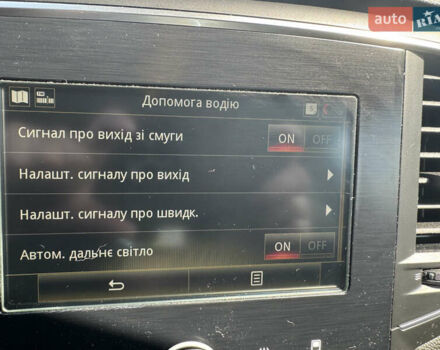 auto RIA
Допомога водію
Сигнал про вихід зі смуги ON OFF
Налашт. сигналу про вихід
Налашт. сигналу про швидк.
Автом. дальнє світло ON OFF